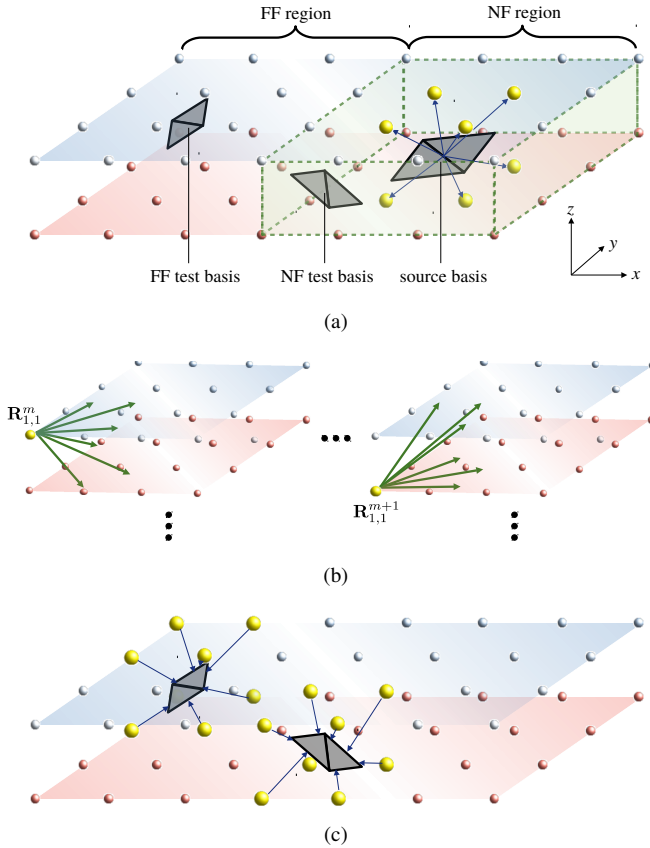 FF region
NF region
FF test basis
NF test basis
source basis
z
y
x
(a)
R^m_{1,1}
R^{m+1}_{1,1}
(b)
(c)